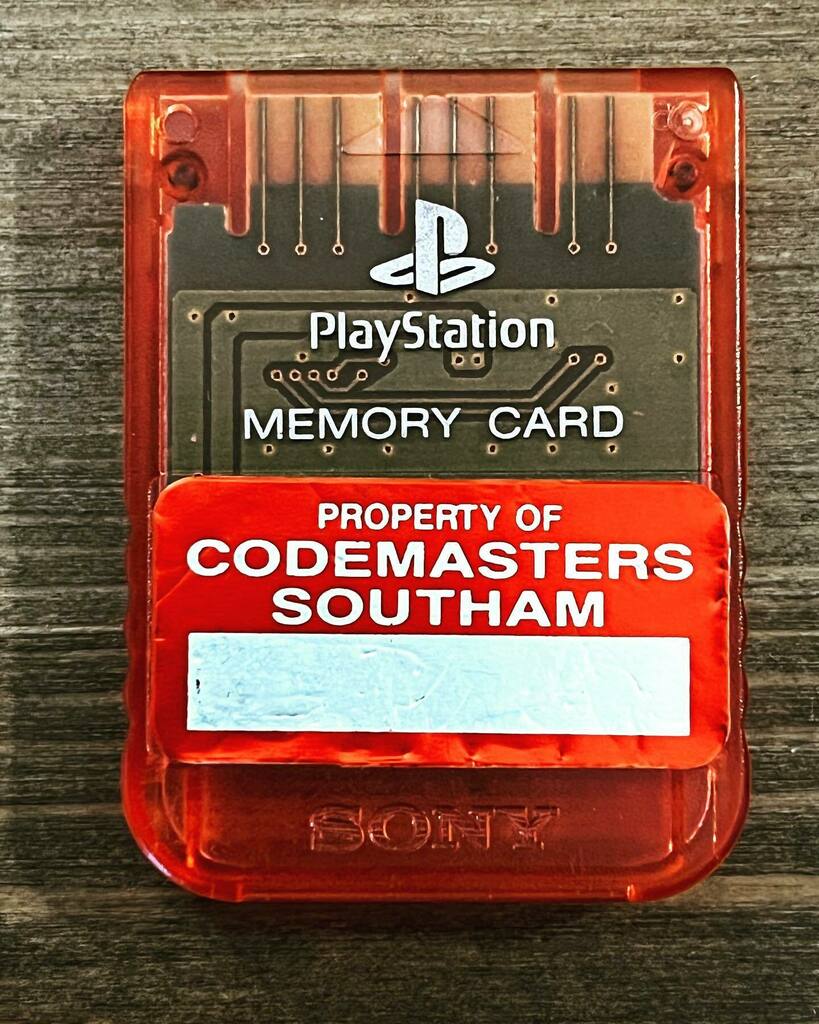 PlayStation
MEMORY CARD
PROPERTY OF
CODEMASTERS
SOUTHAM
SONY